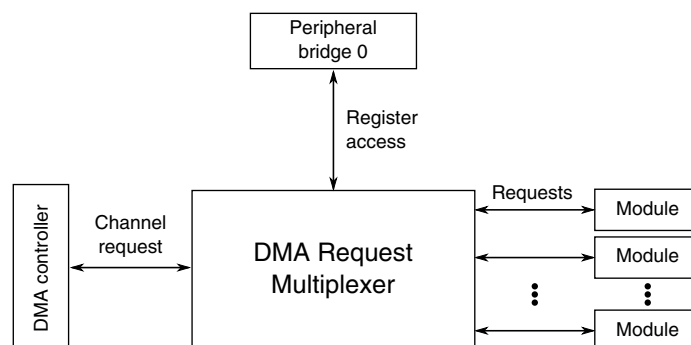 Peripheral
bridge 0
Register
access
Requests
Module
DMA controller
Channel
request
DMA Request
Multiplexer
Module
Module